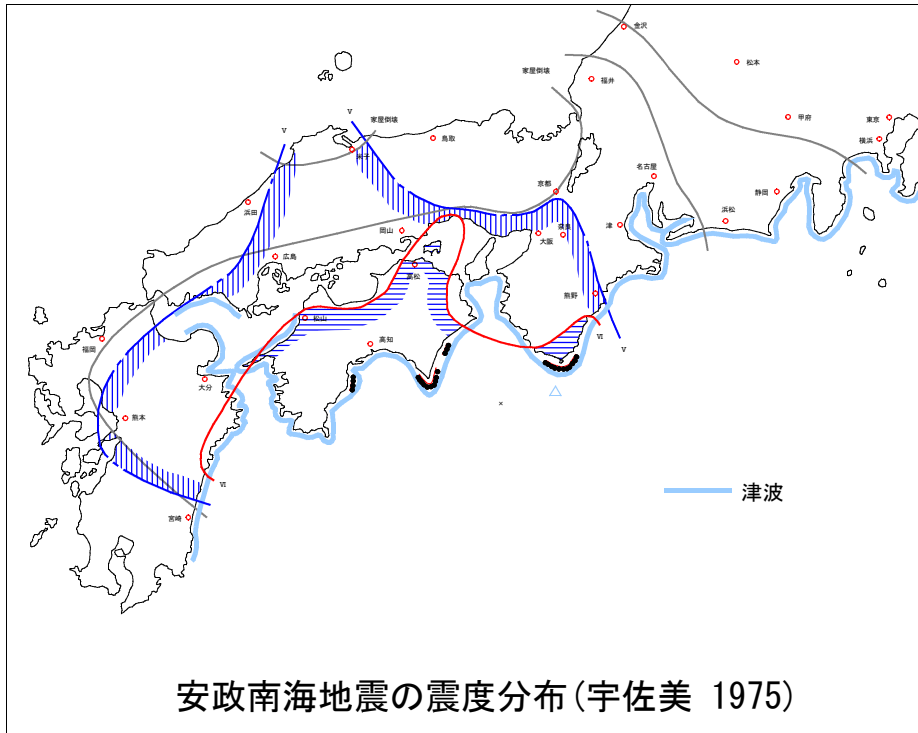 金沢
松本
家屋倒壊
福井
甲府
東京
家屋倒壊
V
V
鳥取
横浜
米子
名古屋
京都
静岡
浜田
浜松
岡山
津
大阪
奈良
広島
高松
熊野
松山
福岡
高知
VI
V
大分
熊本
VI
津波
宮崎
安政南海地震の震度分布(宇佐美 1975)